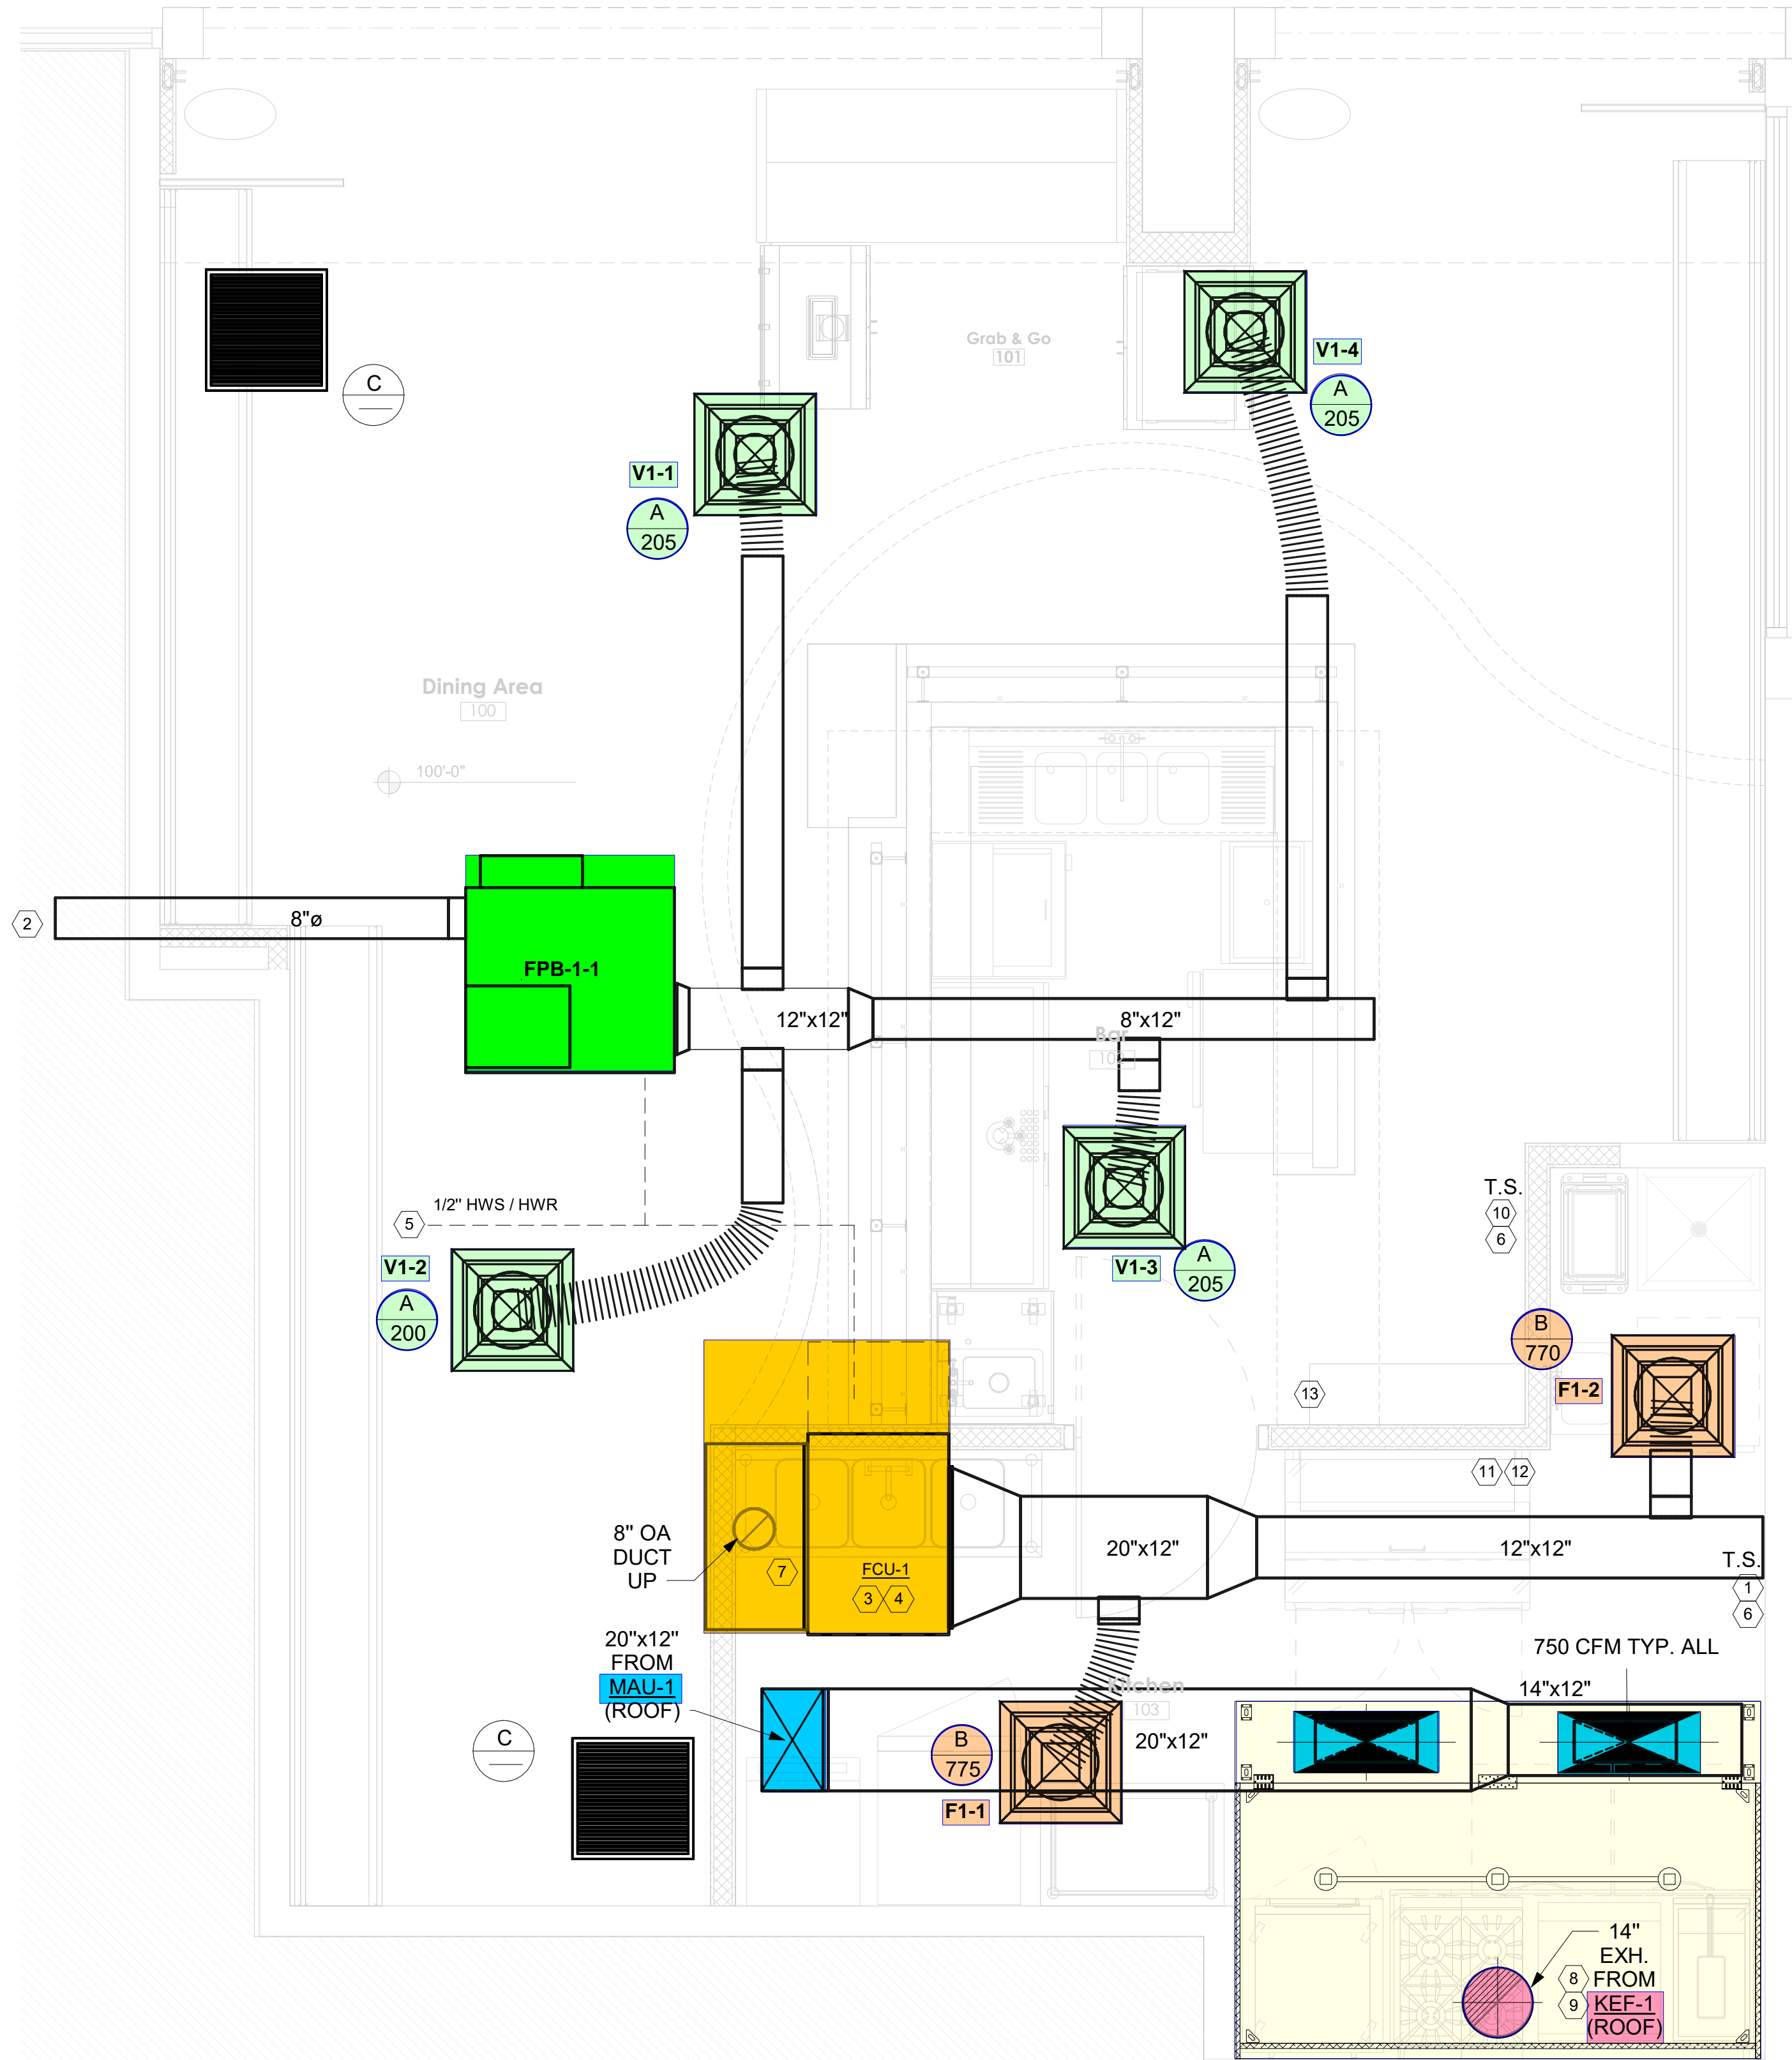 Grab & Go
101
V1-4
A
205
C
V1-1
A
205
Dining Area
100
100'-0"
2
8"ø
FPB-1-1
12"x12"
8"x12"
Bar
102
1/2" HWS / HWR
5
V1-2
A
200
V1-3
A
205
T.S.
10
6
B
770
F1-2
13
11
12
8" OA
DUCT
UP
7
FCU-1
3
4
20"x12"
12"x12"
T.S.
1
6
20"x12"
FROM
MAU-1
(ROOF)
750 CFM TYP. ALL
14"x12"
Kitchen
103
20"x12"
C
B
775
F1-1
14"
EXH.
FROM
KEF-1
(ROOF)
8
9